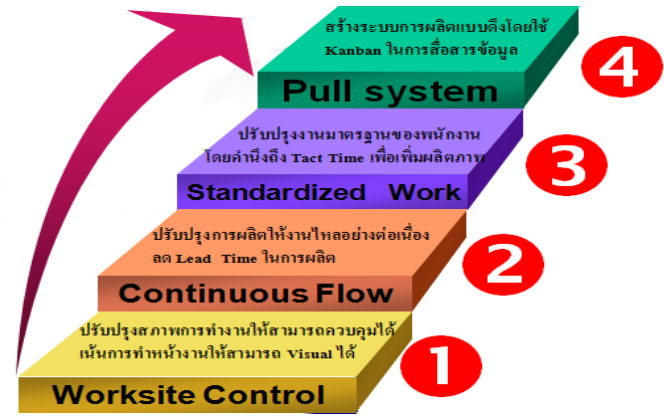 สร้างระบบการผลิตแบบดึงโดยใช้
Kanban ในการสื่อสารข้อมูล
Pull system
4
ปรับปรุงงานมาตรฐานของพนักงาน
โดยคำนึงถึง Tact Time เพื่อเพิ่มผลิตภาพ
Standardized Work
3
ปรับปรุงการผลิตให้งานไหลอย่างต่อเนื่อง
ลด Lead Time ในการผลิต
Continuous Flow
2
ปรับปรุงสภาพการทำงานให้สามารถควบคุมได้
เน้นการทำหน้างานให้สามารถ Visual ได้
Worksite Control
1